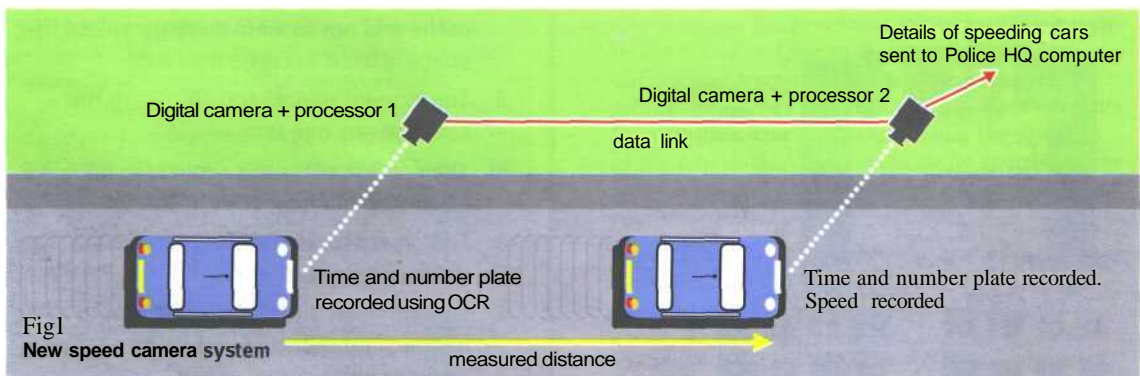 Details of speeding cars
sent to Police HQ computer
Digital camera + processor 1
Digital camera + processor 2
data link
Time and number plate
recorded using OCR
Time and number plate recorded.
Speed recorded
Fig1
New speed camera system
measured distance